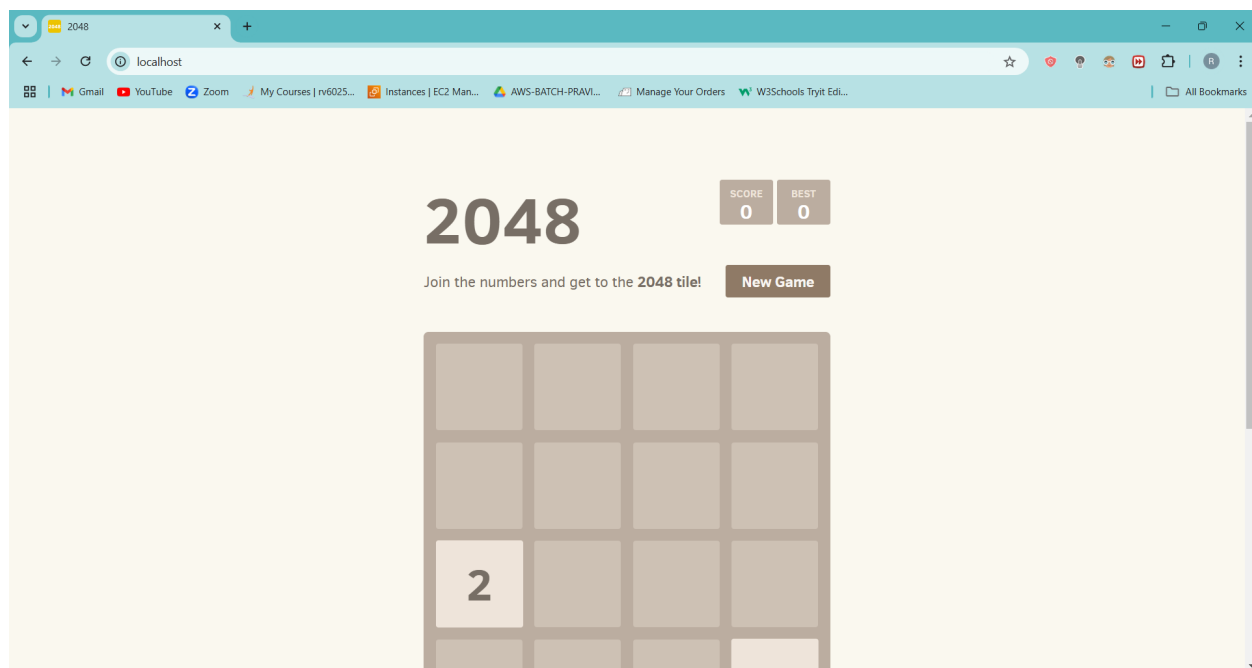 2048
localhost
R
Gmail YouTube Zoom My Courses | rv6025... Instances | EC2 Man... AWS-BATCH-PRAVI... Manage Your Orders W3Schools Tryit Edi... All Bookmarks
2048
SCORE BEST
0 0
Join the numbers and get to the 2048 tile!
New Game
2